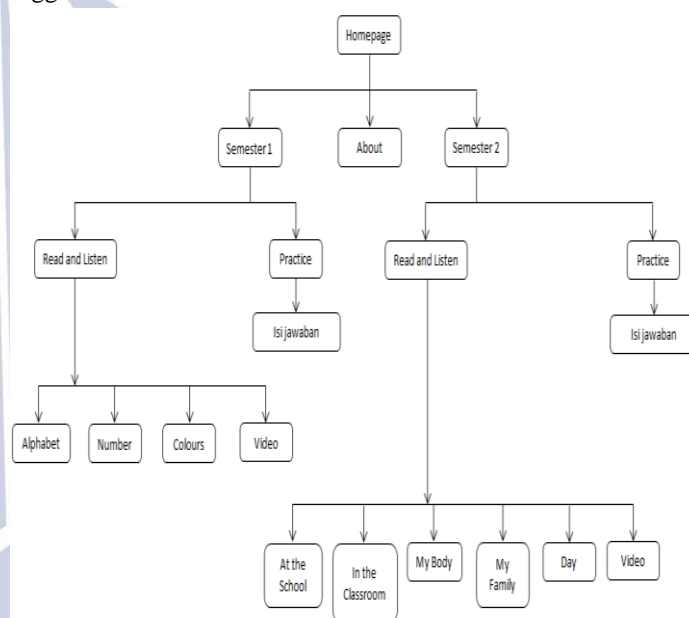 Homepage
Semester 1
About
Semester 2
Read and Listen
Practice
Read and Listen
Practice
Isi jawaban
Isi jawaban
Alphabet
Number
Colours
Video
At the
School
In the
Classroom
My Body
My
Family
Day
Video